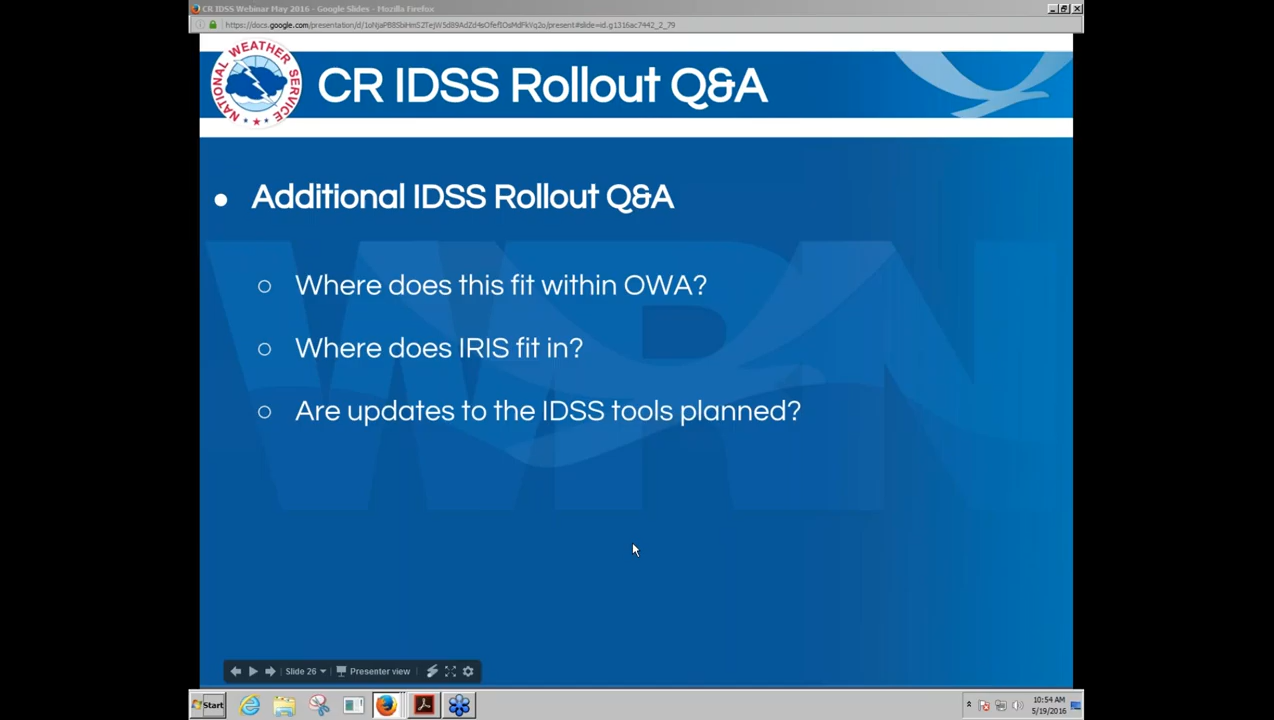 CR IDSS Webinar May 2016 - Google Slides - Mozilla Firefox
NATIONAL WEATHER SERVICE
CR IDSS Rollout Q&A
● Additional IDSS Rollout Q&A
○ Where does this fit within OWA?
○ Where does IRIS fit in?
○ Are updates to the IDSS tools planned?
WRN
Slide 26
Presenter view
Start
10:54 AM
5/19/2016